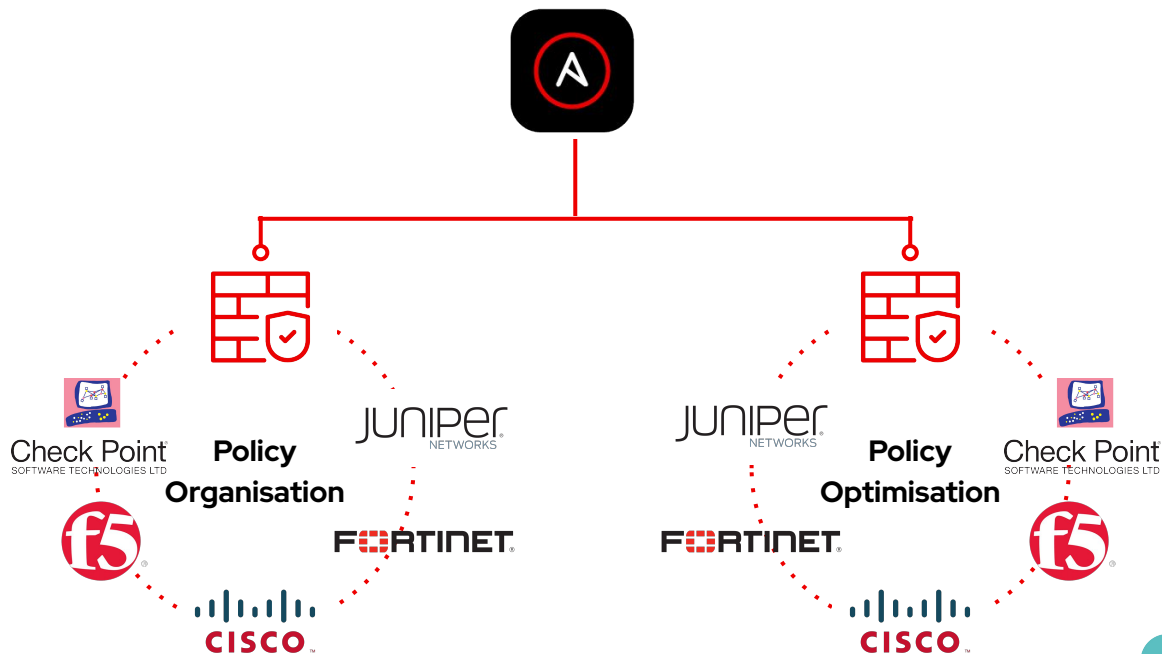 JUNIPER
NETWORKS
Check Point
SOFTWARE TECHNOLOGIES LTD
Policy
Organisation
f5
FORTINET
CISCO
JUNIPER
NETWORKS
Policy
Optimisation
Check Point
SOFTWARE TECHNOLOGIES LTD
FORTINET
f5
CISCO